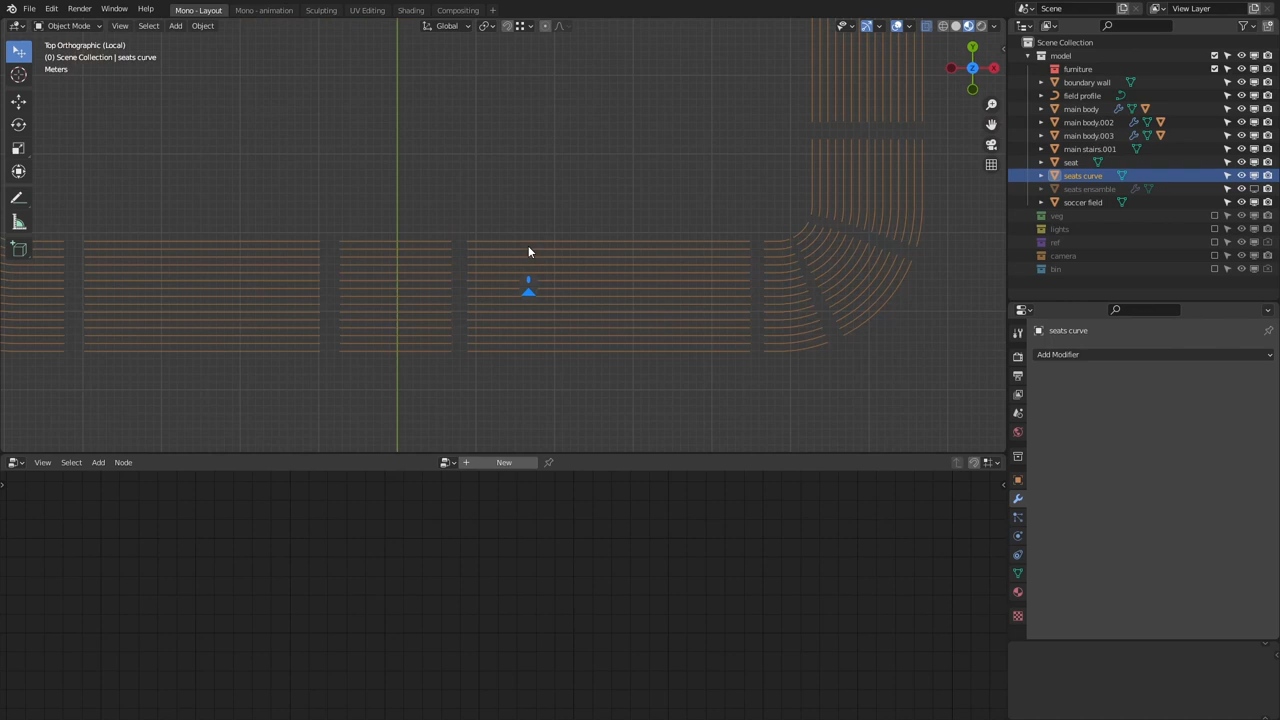 File Edit Render Window Help
Mono - Layout Mono - animation Sculpting UV Editing Shading Compositing +
Scene View Layer
Object Mode View Select Add Object
Global
Top Orthographic (Local)
(0) Scene Collection | seats curve
Meters
Y
X
Z
Scene Collection
model
furniture
boundary wall
field profile
main body
main body.002
main body.003
main stairs.001
seat
seats curve
seats ensemble
soccer field
veg
lights
ref
camera
bin
seats curve
Add Modifier
View Select Add Node
+ New